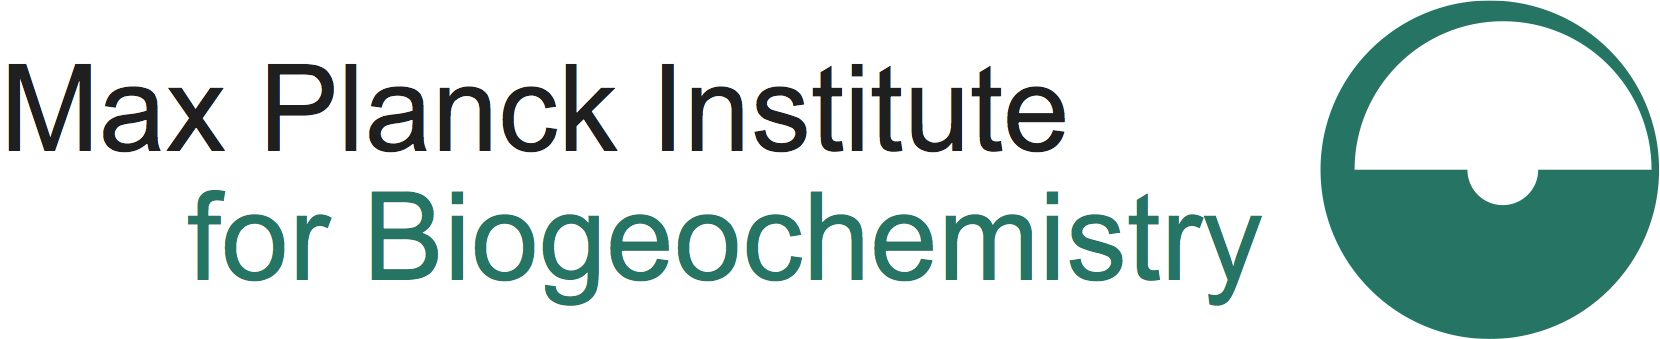 Max Planck Institute
for Biogeochemistry